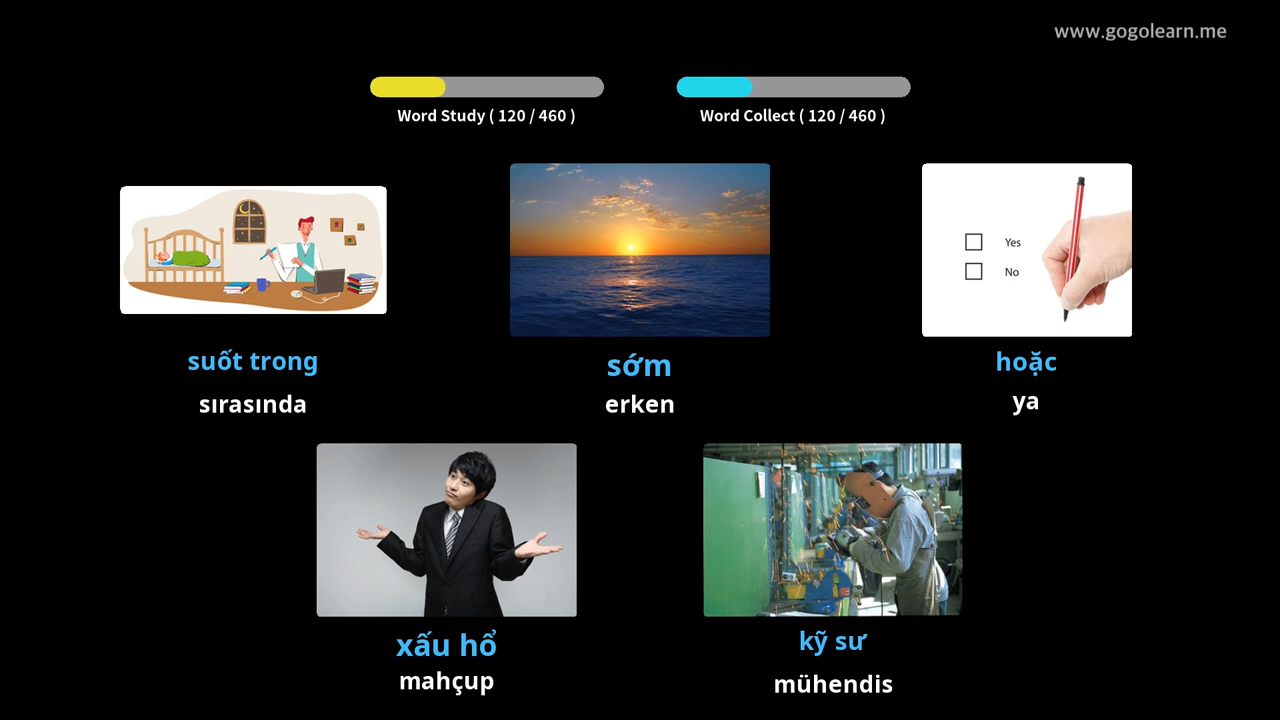 www.gogolearn.me
Word Study ( 120 / 460 )
Word Collect ( 120 / 460 )
Yes
No
suốt trong
sırasında
sớm
erken
hoặc
ya
xấu hổ
mahçup
kỹ sư
mühendis